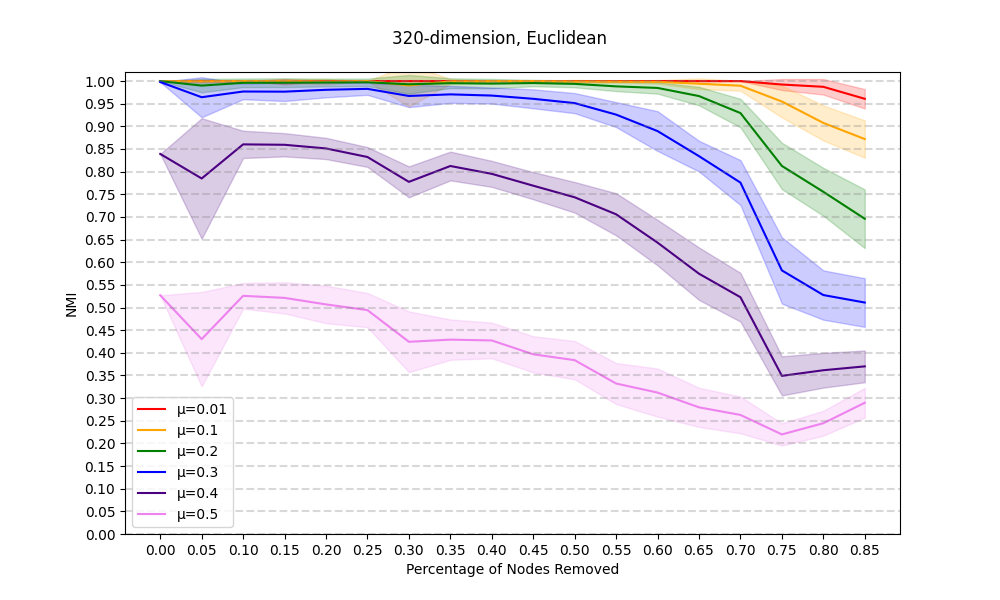 320-dimension, Euclidean
NMI
1.00
0.95
0.90
0.85
0.80
0.75
0.70
0.65
0.60
0.55
0.50
0.45
0.40
0.35
0.30
0.25
0.20
0.15
0.10
0.05
0.00
μ=0.01
μ=0.1
μ=0.2
μ=0.3
μ=0.4
μ=0.5
0.00 0.05 0.10 0.15 0.20 0.25 0.30 0.35 0.40 0.45 0.50 0.55 0.60 0.65 0.70 0.75 0.80 0.85
Percentage of Nodes Removed